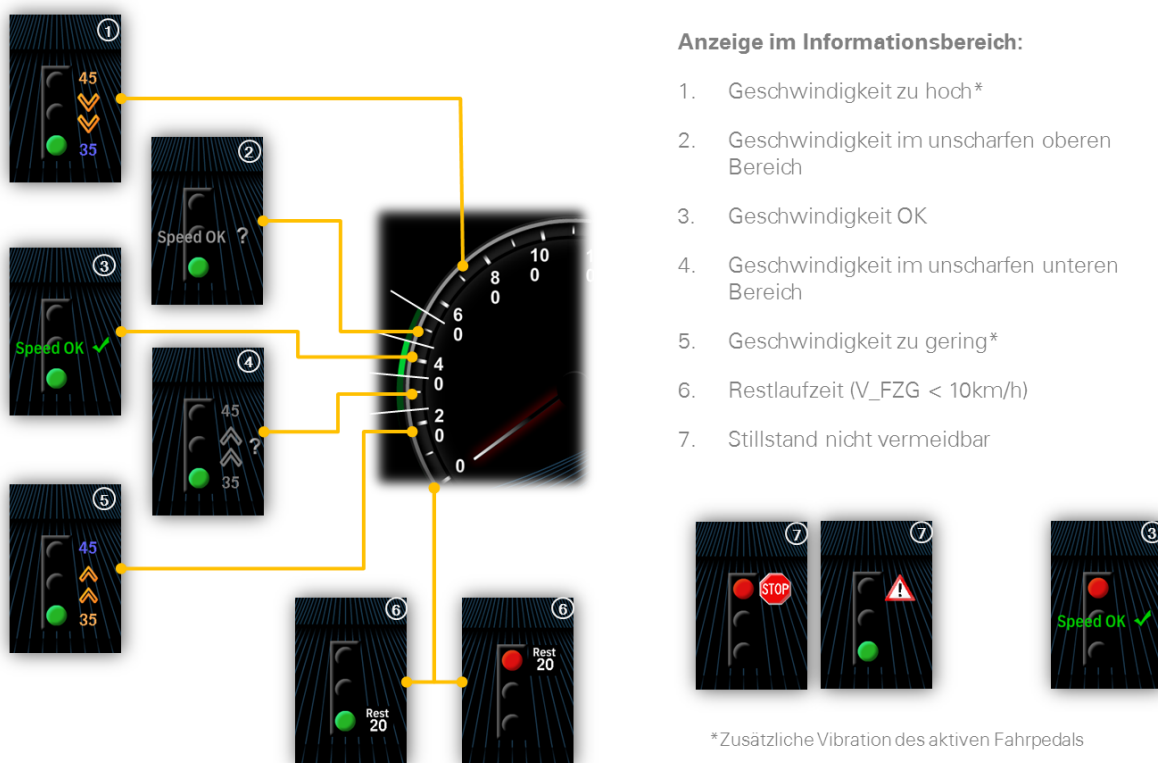 1
45
35
2
Speed OK ?
3
Speed OK
4
45
?
35
5
45
35
10
0
8
0
6
0
4
0
2
0
0
6
Rest
20
6
Rest
20
Anzeige im Informationsbereich:
1. Geschwindigkeit zu hoch*
2. Geschwindigkeit im unscharfen oberen
Bereich
3. Geschwindigkeit OK
4. Geschwindigkeit im unscharfen unteren
Bereich
5. Geschwindigkeit zu gering*
6. Restlaufzeit (V_FZG < 10km/h)
7. Stillstand nicht vermeidbar
7
STOP
7
!
3
Speed OK
*Zusätzliche Vibration des aktiven Fahrpedals